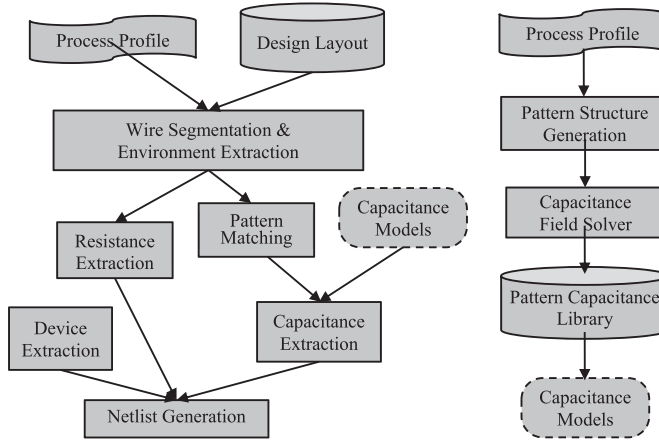 Process Profile
Design Layout
Wire Segmentation &
Environment Extraction
Resistance
Extraction
Pattern
Matching
Capacitance
Models
Device
Extraction
Capacitance
Extraction
Netlist Generation
Process Profile
Pattern Structure
Generation
Capacitance
Field Solver
Pattern Capacitance
Library
Capacitance
Models